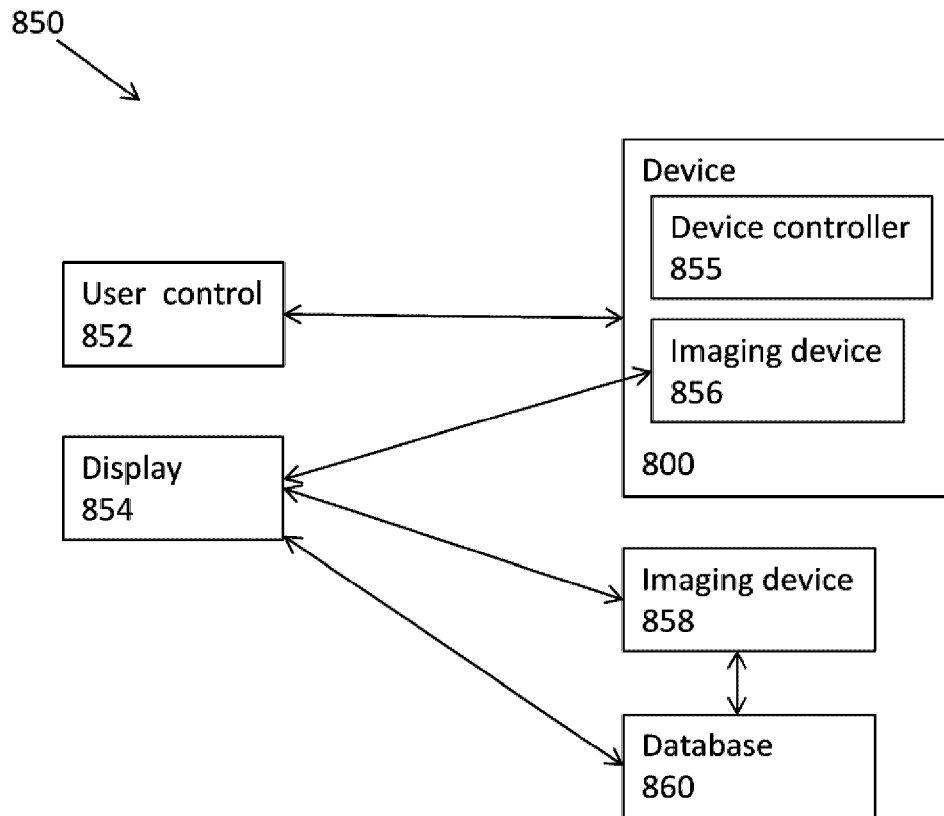 850
Device
Device controller
855
User control
852
Imaging device
856
Display
854
800
Imaging device
858
Database
860